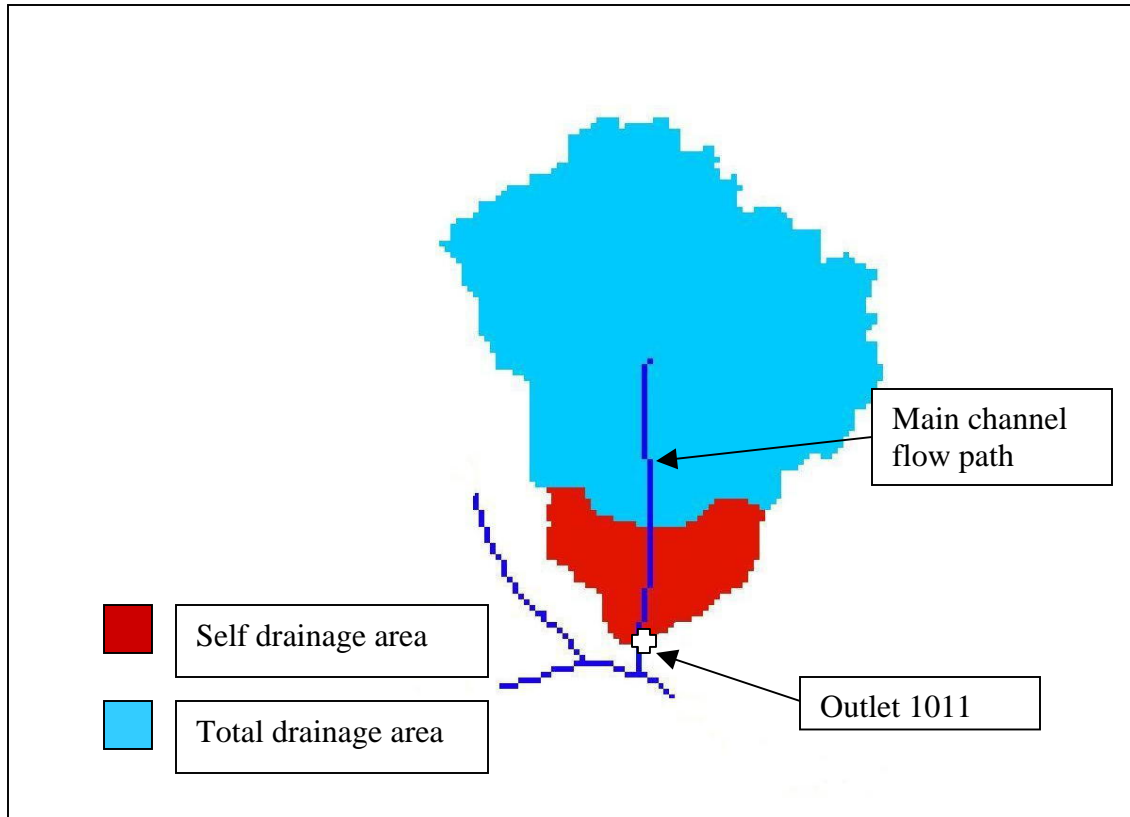 Main channel
flow path
Self drainage area
Outlet 1011
Total drainage area